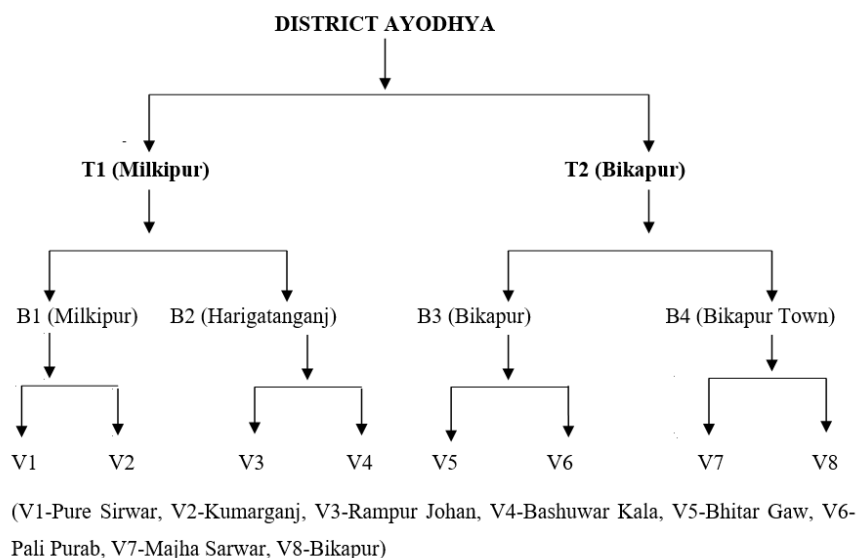 DISTRICT AYODHYA
T1 (Milkipur) T2 (Bikapur)
B1 (Milkipur) B2 (Harigatanganj) B3 (Bikapur) B4 (Bikapur Town)
V1 V2 V3 V4 V5 V6 V7 V8
(V1-Pure Sirwar, V2-Kumarganj, V3-Rampur Johan, V4-Bashuwar Kala, V5-Bhitar Gaw, V6-
Pali Purab, V7-Majha Sarwar, V8-Bikapur)